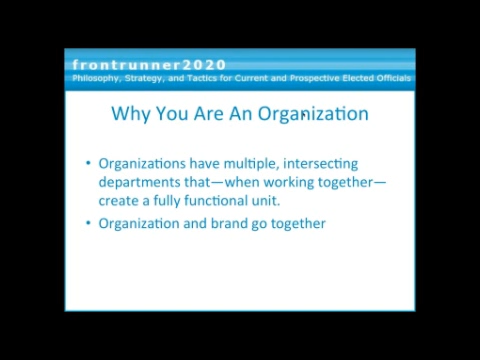 frontrunner2020
Philosophy, Strategy, and Tactics for Current and Prospective Elected Officials
Why You Are An Organization
• Organizations have multiple, intersecting
departments that—when working together—
create a fully functional unit.
• Organization and brand go together